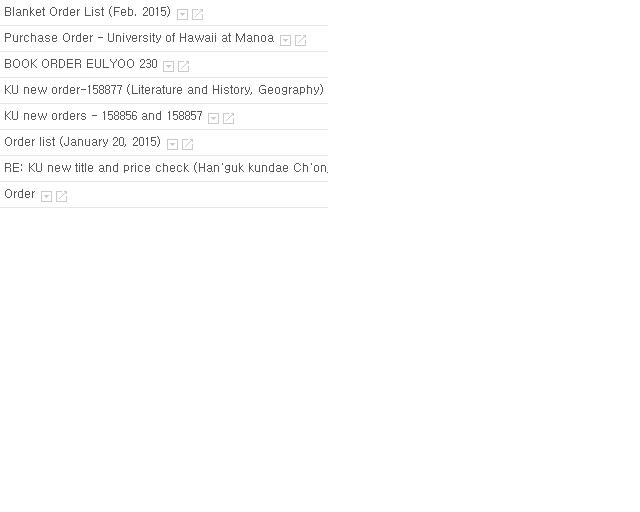 Blanket Order List (Feb. 2015)
Purchase Order - University of Hawaii at Manoa
BOOK ORDER EULYOO 230
KU new order-158877 (Literature and History, Geography)
KU new orders - 158856 and 158857
Order list (January 20, 2015)
RE: KU new title and price check (Han'guk kundae Ch'on
Order